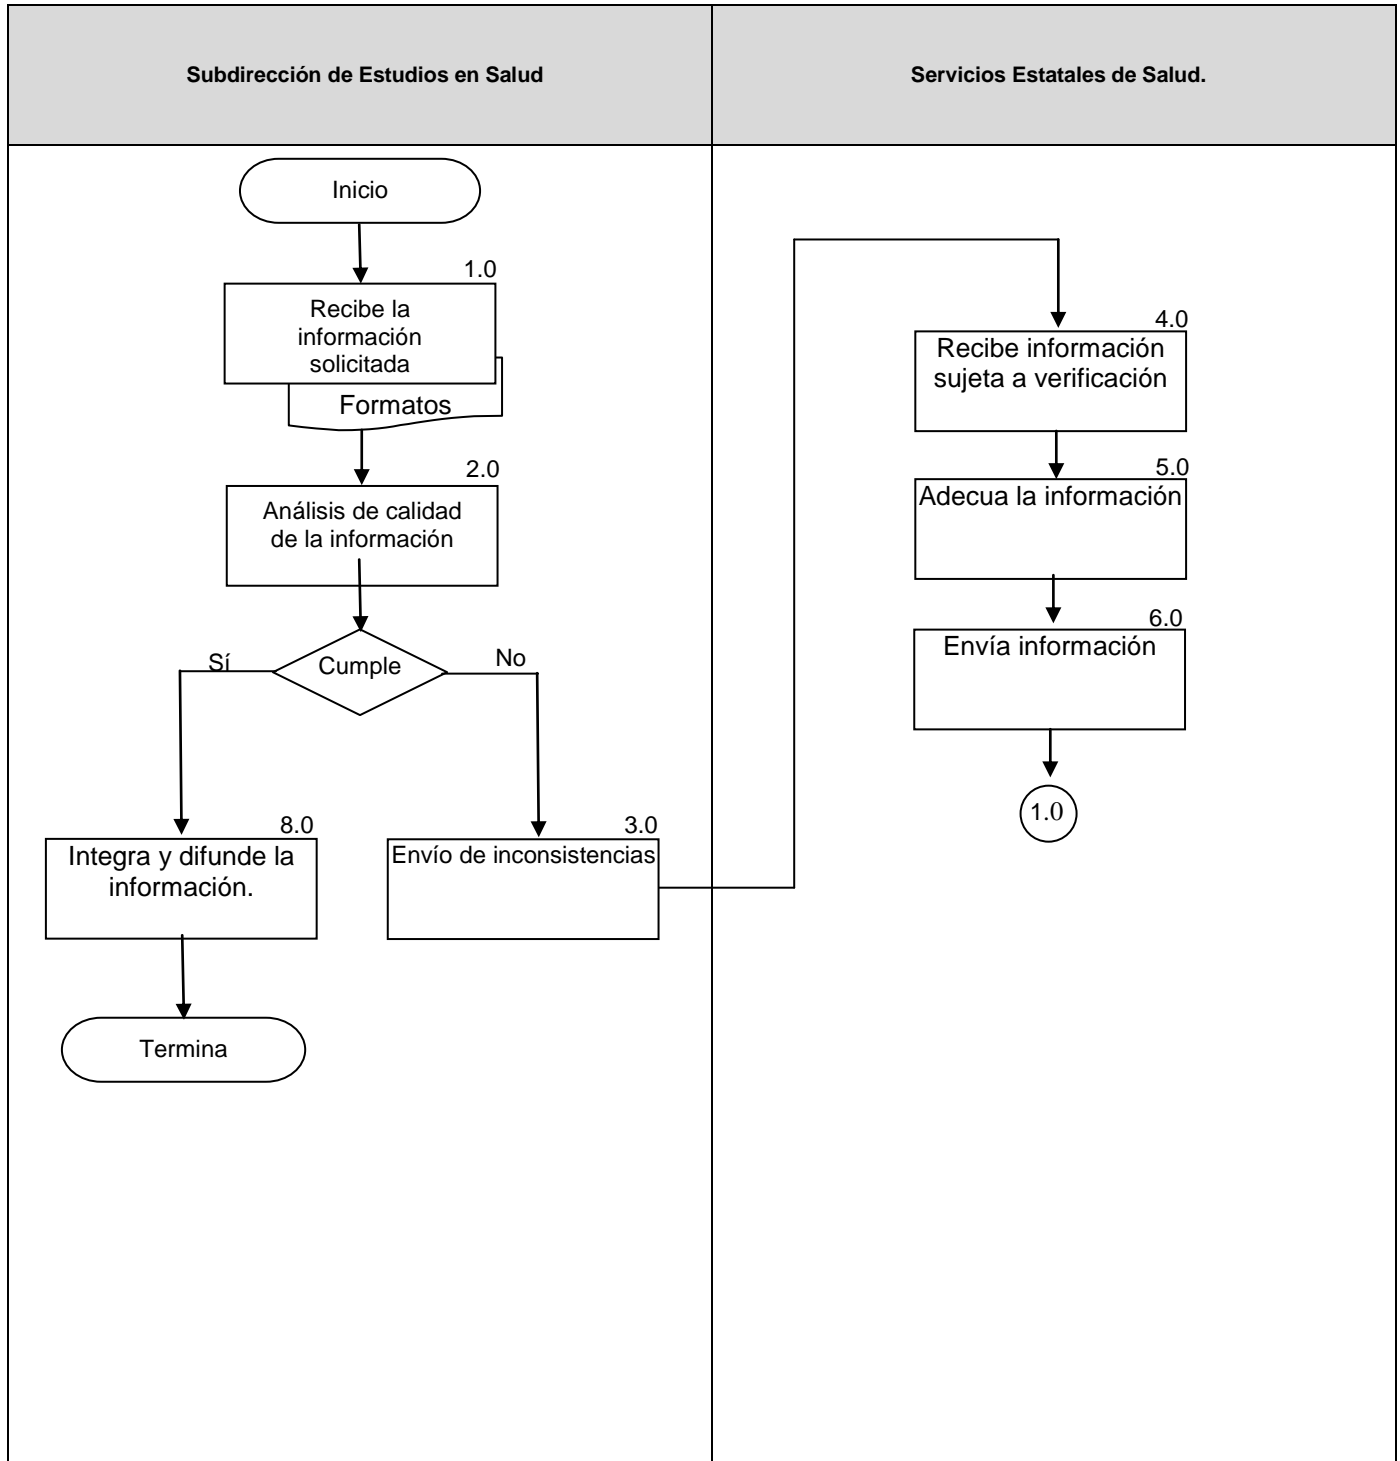 Subdirección de Estudios en Salud
Servicios Estatales de Salud.
Inicio
1.0
Recibe la
información
solicitada
Formatos
2.0
Análisis de calidad
de la información
Cumple
Sí
No
8.0
Integra y difunde la
información.
3.0
Envío de inconsistencias
Termina
4.0
Recibe información
sujeta a verificación
5.0
Adecua la información
6.0
Envía información
1.0